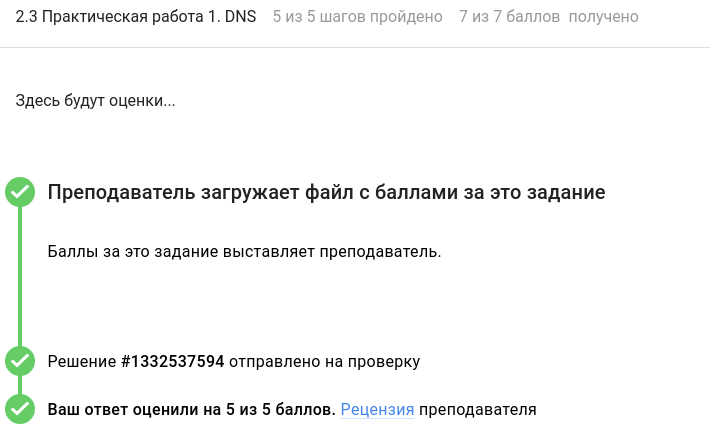 2.3 Практическая работа 1. DNS 5 из 5 шагов пройдено 7 из 7 баллов получено
Здесь будут оценки...
Преподаватель загружает файл с баллами за это задание
Баллы за это задание выставляет преподаватель.
Решение #1332537594 отправлено на проверку
Ваш ответ оценили на 5 из 5 баллов. Рецензия преподавателя